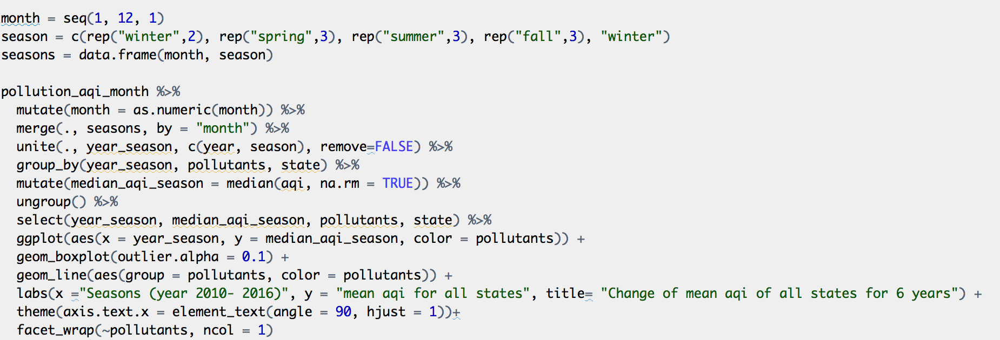 month = seq(1, 12, 1)
season = c(rep("winter",2), rep("spring",3), rep("summer",3), rep("fall",3), "winter")
seasons = data.frame(month, season)
pollution_aqi_month %>%
mutate(month = as.numeric(month)) %>%
merge(., seasons, by = "month") %>%
unite(., year_season, c(year, season), remove=FALSE) %>%
group_by(year_season, pollutants, state) %>%
mutate(median_aqi_season = median(aqi, na.rm = TRUE)) %>%
ungroup() %>%
select(year_season, median_aqi_season, pollutants, state) %>%
ggplot(aes(x = year_season, y = median_aqi_season, color = pollutants)) +
geom_boxplot(outlier.alpha = 0.1) +
geom_line(aes(group = pollutants, color = pollutants)) +
labs(x ="Seasons (year 2010- 2016)", y = "mean aqi for all states", title= "Change of mean aqi of all states for 6 years") +
theme(axis.text.x = element_text(angle = 90, hjust = 1))+
facet_wrap(~pollutants, ncol = 1)